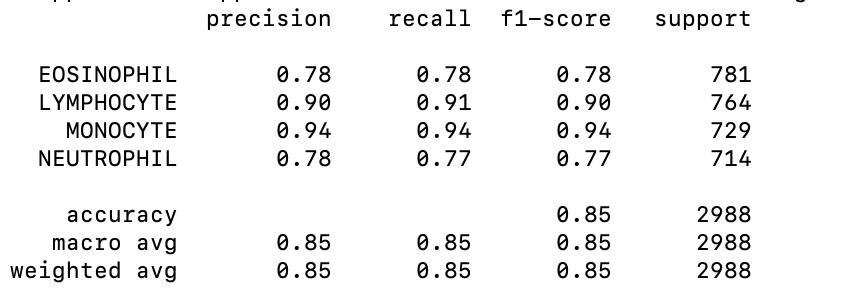 precision recall f1-score support
EOSINOPHIL 0.78 0.78 0.78 781
LYMPHOCYTE 0.90 0.91 0.90 764
MONOCYTE 0.94 0.94 0.94 729
NEUTROPHIL 0.78 0.77 0.77 714
accuracy 0.85 2988
macro avg 0.85 0.85 0.85 2988
weighted avg 0.85 0.85 0.85 2988